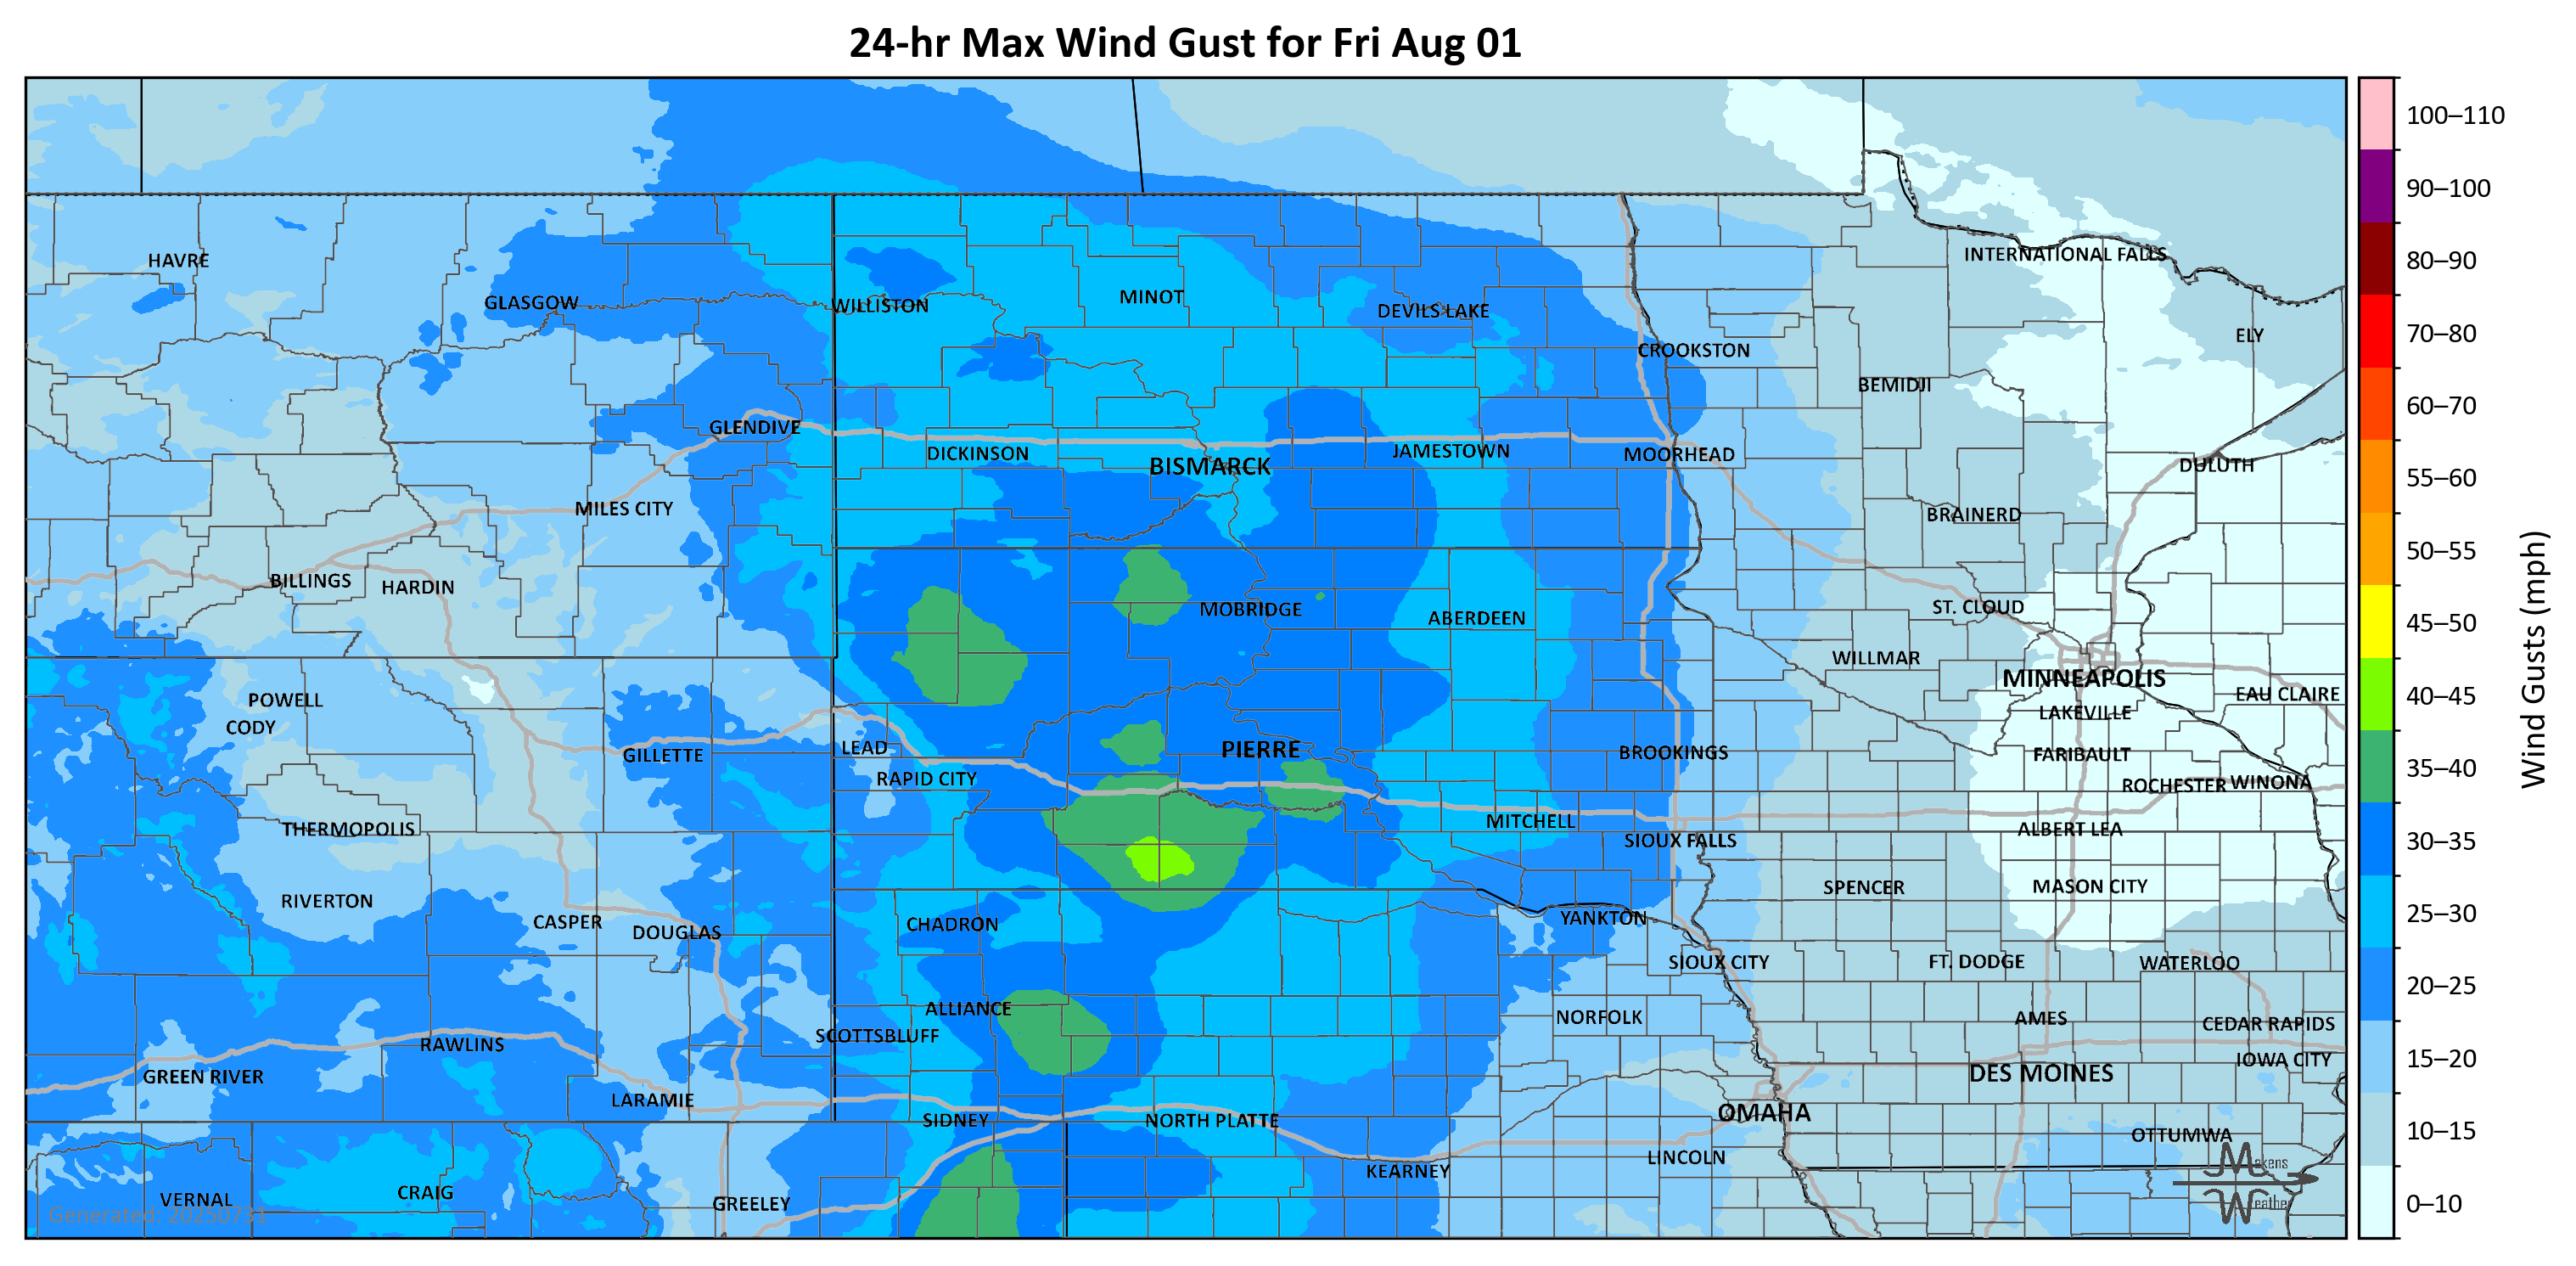 24-hr Max Wind Gust for Fri Aug 01
100–110
90–100
80–90
70–80
60–70
55–60
50–55
45–50
40–45
35–40
30–35
25–30
20–25
15–20
10–15
0–10
Wind Gusts (mph)
HAVRE
INTERNATIONAL FALLS
GLASGOW
WILLISTON
MINOT
DEVILS LAKE
ELY
CROOKSTON
BEMIDJI
GLENDIVE
DICKINSON
BISMARCK
JAMESTOWN
MOORHEAD
DULUTH
MILES CITY
BRAINERD
BILLINGS
HARDIN
MOBRIDGE
ABERDEEN
ST. CLOUD
WILLMAR
MINNEAPOLIS
EAU CLAIRE
POWELL
CODY
LAKEVILLE
GILLETTE
LEAD
PIERRE
BROOKINGS
FARIBAULT
RAPID CITY
ROCHESTER
WINONA
THERMOPOLIS
MITCHELL
SIOUX FALLS
ALBERT LEA
RIVERTON
SPENCER
MASON CITY
CASPER
DOUGLAS
CHADRON
YANKTON
SIOUX CITY
FT. DODGE
WATERLOO
ALLIANCE
SCOTTSBLUFF
NORFOLK
AMES
CEDAR RAPIDS
RAWLINS
IOWA CITY
GREEN RIVER
DES MOINES
LARAMIE
SIDNEY
NORTH PLATTE
OMAHA
OTTUMWA
KEARNEY
LINCOLN
VERNAL
CRAIG
GREELEY
Generated: 20250731
Makens
Weather